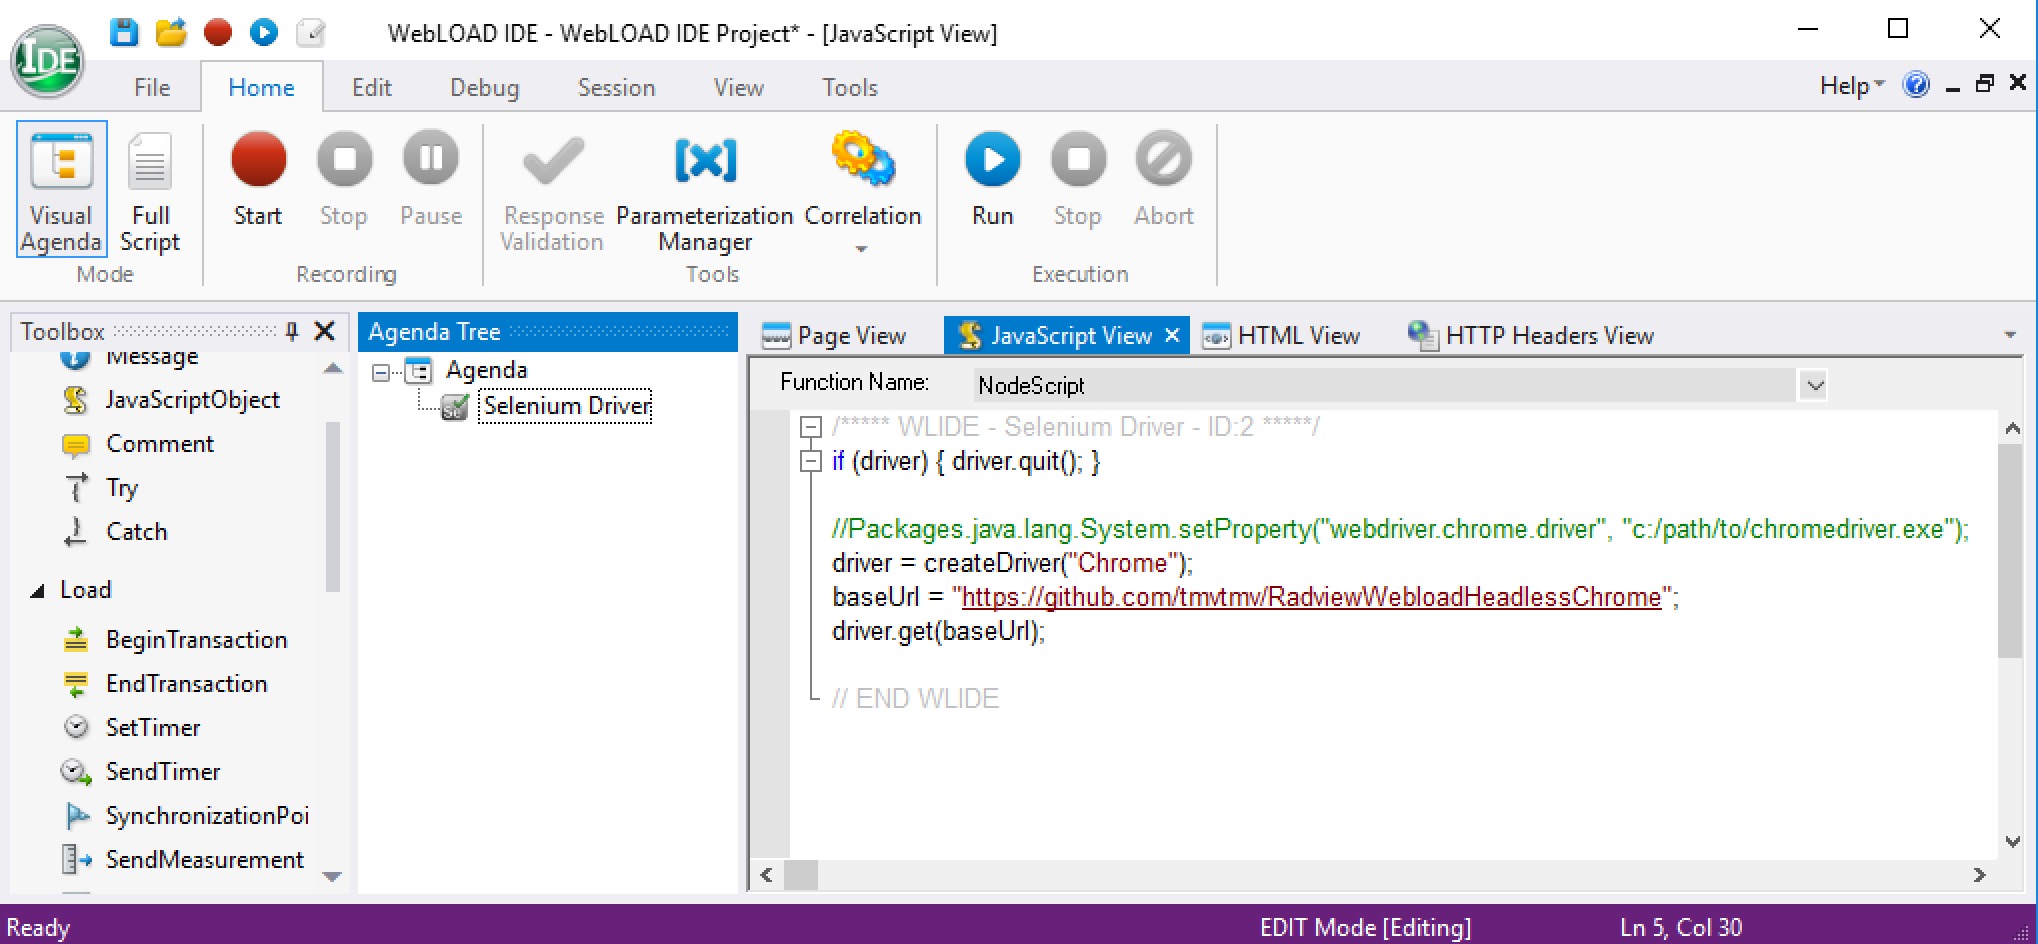 WebLOAD IDE - WebLOAD IDE Project* - [JavaScript View]
IDE
File Home Edit Debug Session View Tools Help
Visual Agenda
Full Script
Mode
Start Stop Pause
Recording
Response Validation
Parameterization Manager
Correlation
Tools
Run Stop Abort
Execution
Toolbox
Message
JavaScriptObject
Comment
Try
Catch
Load
BeginTransaction
EndTransaction
SetTimer
SendTimer
SynchronizationPoi
SendMeasurement
Agenda Tree
Agenda
Selenium Driver
Page View JavaScript View HTML View HTTP Headers View
Function Name: NodeScript
/***** WLIDE - Selenium Driver - ID:2 *****/
if (driver) { driver.quit(); }
//Packages.java.lang.System.setProperty("webdriver.chrome.driver", "c:/path/to/chromedriver.exe");
driver = createDriver("Chrome");
baseUrl = "https://github.com/tmvtmv/RadviewWebloadHeadlessChrome";
driver.get(baseUrl);
// END WLIDE
Ready EDIT Mode [Editing] Ln 5, Col 30